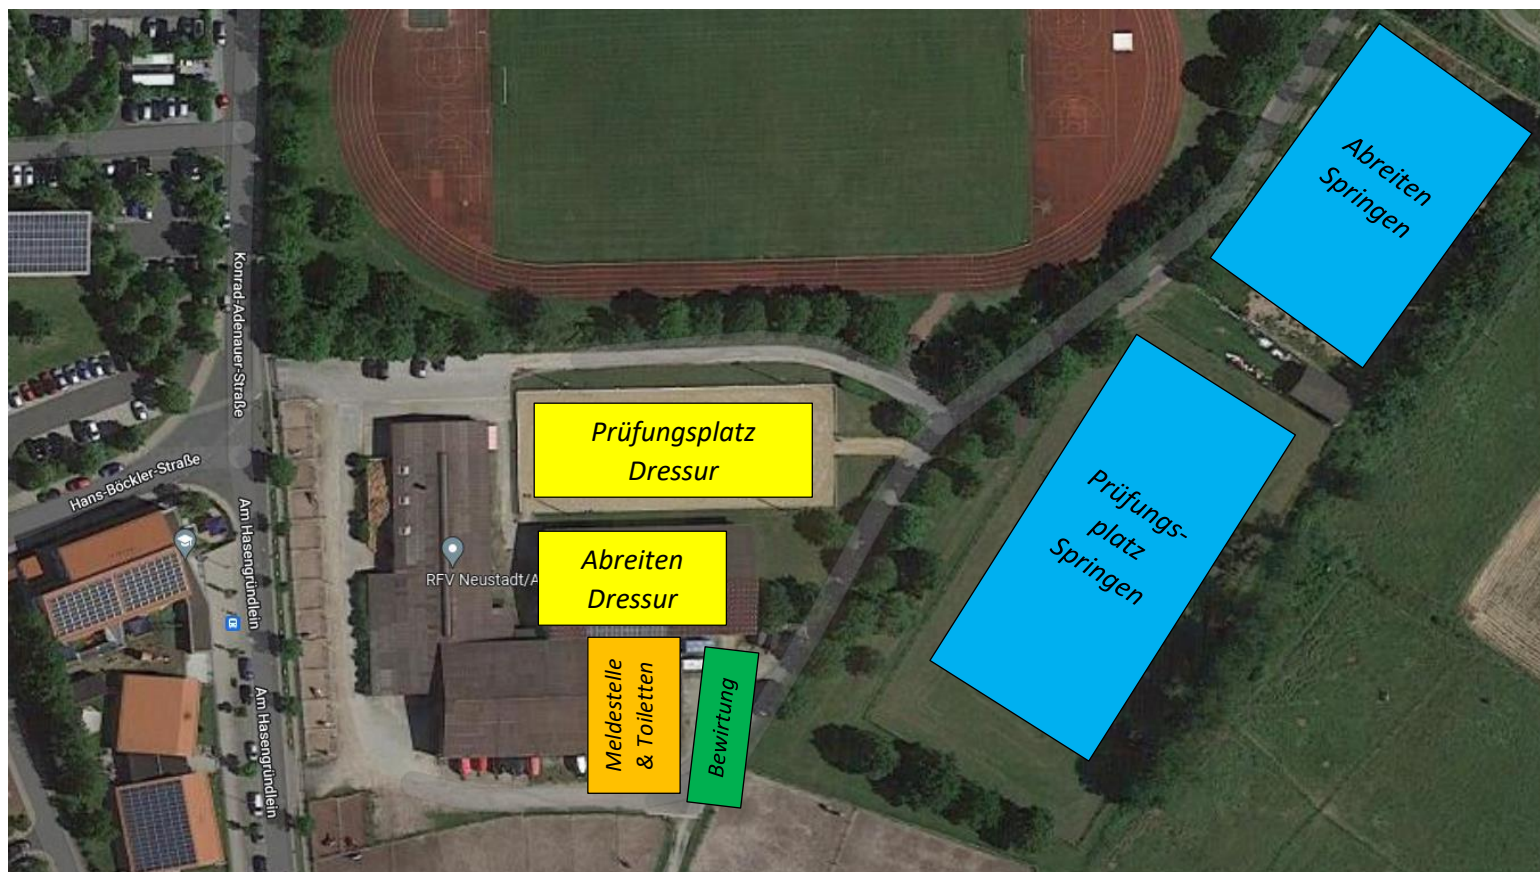 Abreiten
Springen
Konrad-Adenauer-Straße
Prüfungsplatz
Dressur
Hans-Böckler-Straße
Am Hasengründlein
Prüfungs-
platz
Springen
RFV Neustadt/A
Abreiten
Dressur
Meldestelle
& Toiletten
Bewirtung
Am Hasengründlein